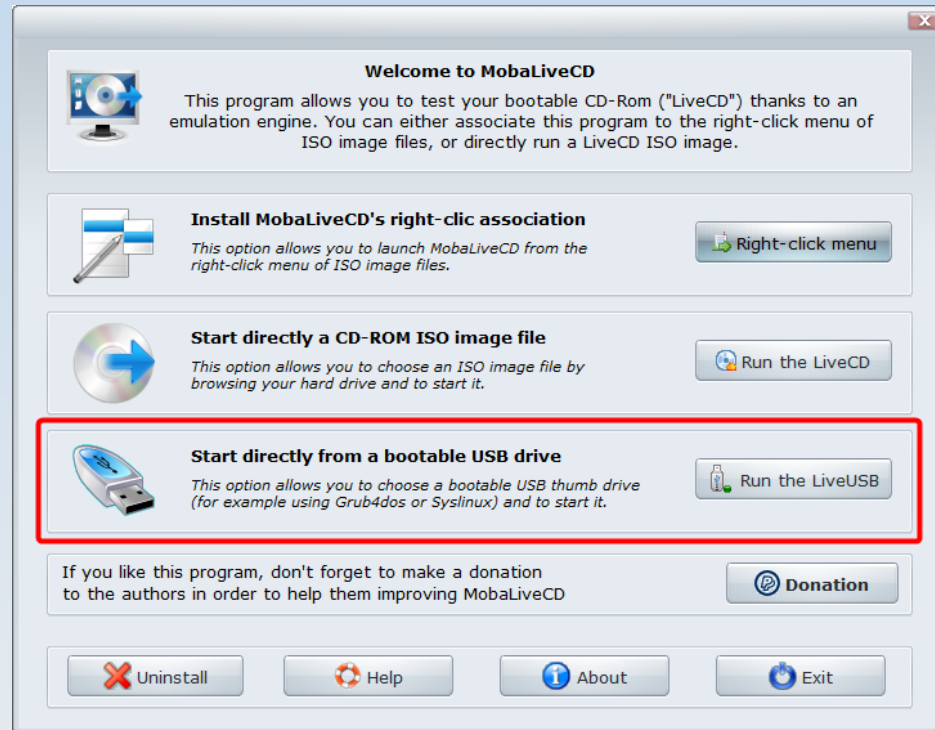 Welcome to MobaLiveCD
This program allows you to test your bootable CD-Rom ("LiveCD") thanks to an
emulation engine. You can either associate this program to the right-click menu of
ISO image files, or directly run a LiveCD ISO image.
Install MobaLiveCD's right-clic association
This option allows you to launch MobaLiveCD from the
right-click menu of ISO image files.
Right-click menu
Start directly a CD-ROM ISO image file
This option allows you to choose an ISO image file by
browsing your hard drive and to start it.
Run the LiveCD
Start directly from a bootable USB drive
This option allows you to choose a bootable USB thumb drive
(for example using Grub4dos or Syslinux) and to start it.
Run the LiveUSB
If you like this program, don't forget to make a donation
to the authors in order to help them improving MobaLiveCD
Donation
Uninstall
Help
About
Exit